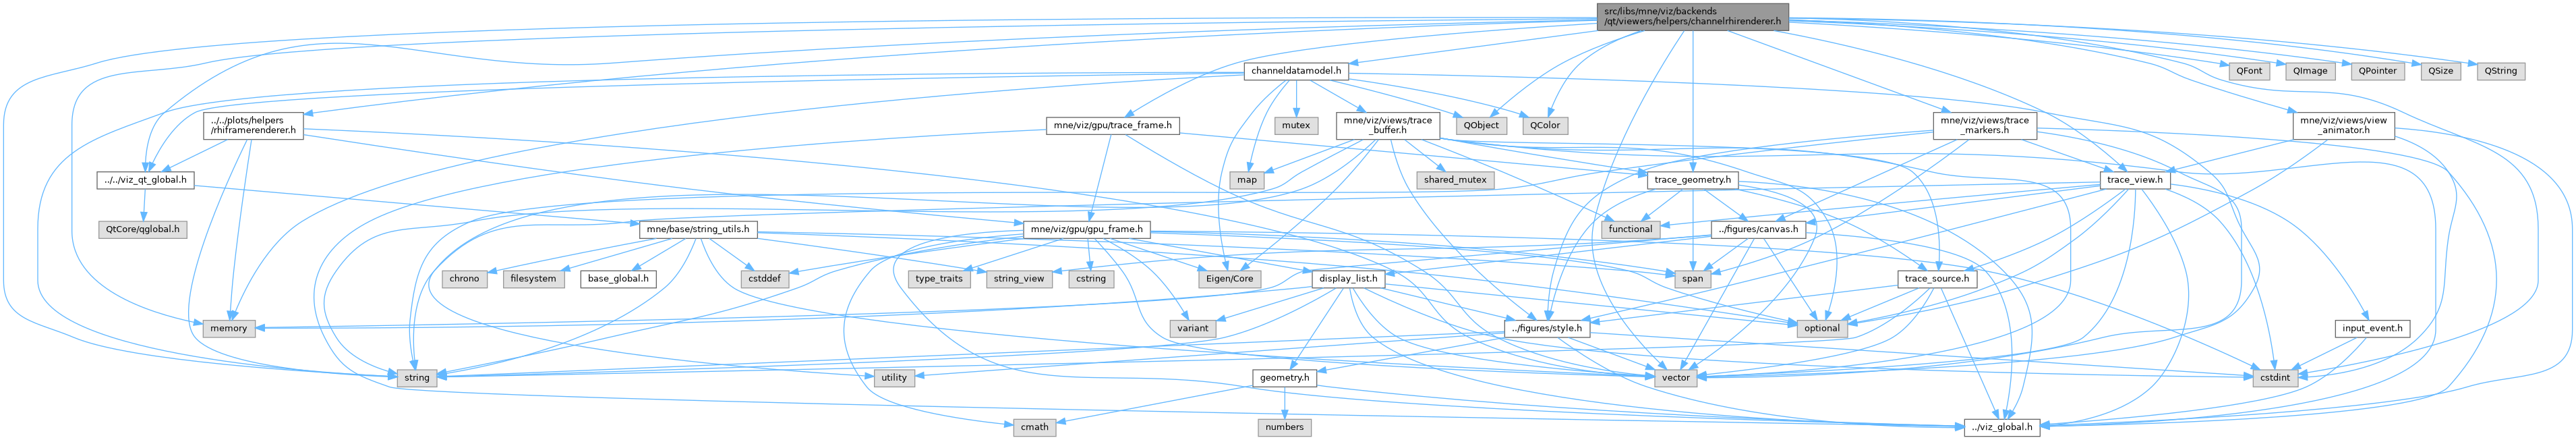 src/libs/mne/viz/backends
/qt/viewers/helpers/channelrhirenderer.h
channeldatamodel.h
QFont
QImage
QPointer
QSize
QString
../../plots/helpers
/rhiframerenderer.h
mne/viz/gpu/trace_frame.h
mutex
mne/viz/views/trace
_buffer.h
QObject
QColor
mne/viz/views/trace
_markers.h
mne/viz/views/view
_animator.h
../../viz_qt_global.h
map
shared_mutex
trace_geometry.h
trace_view.h
QtCore/qglobal.h
mne/base/string_utils.h
mne/viz/gpu/gpu_frame.h
functional
../figures/canvas.h
chrono
filesystem
base_global.h
cstddef
type_traits
string_view
cstring
Eigen/Core
display_list.h
span
trace_source.h
memory
variant
../figures/style.h
optional
input_event.h
string
utility
geometry.h
vector
cstdint
cmath
numbers
../viz_global.h